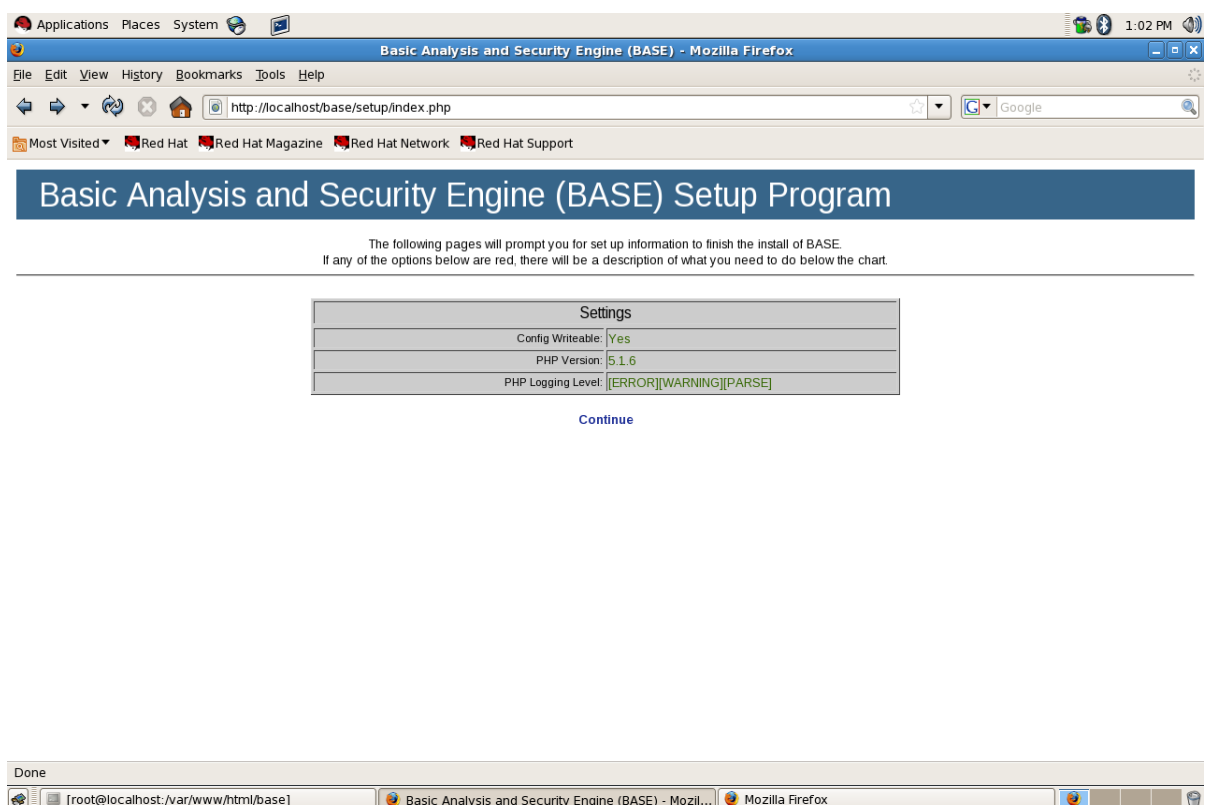 Applications Places System 1:02 PM
Basic Analysis and Security Engine (BASE) - Mozilla Firefox
File Edit View History Bookmarks Tools Help
http://localhost/base/setup/index.php G Google
Most Visited Red Hat Red Hat Magazine Red Hat Network Red Hat Support
Basic Analysis and Security Engine (BASE) Setup Program
The following pages will prompt you for set up information to finish the install of BASE.
If any of the options below are red, there will be a description of what you need to do below the chart.
Settings
Config Writeable: Yes
PHP Version: 5.1.6
PHP Logging Level: [ERROR][WARNING][PARSE]
Continue
Done
[root@localhost:/var/www/html/base] Basic Analysis and Security Engine (BASE) - Mozil... Mozilla Firefox